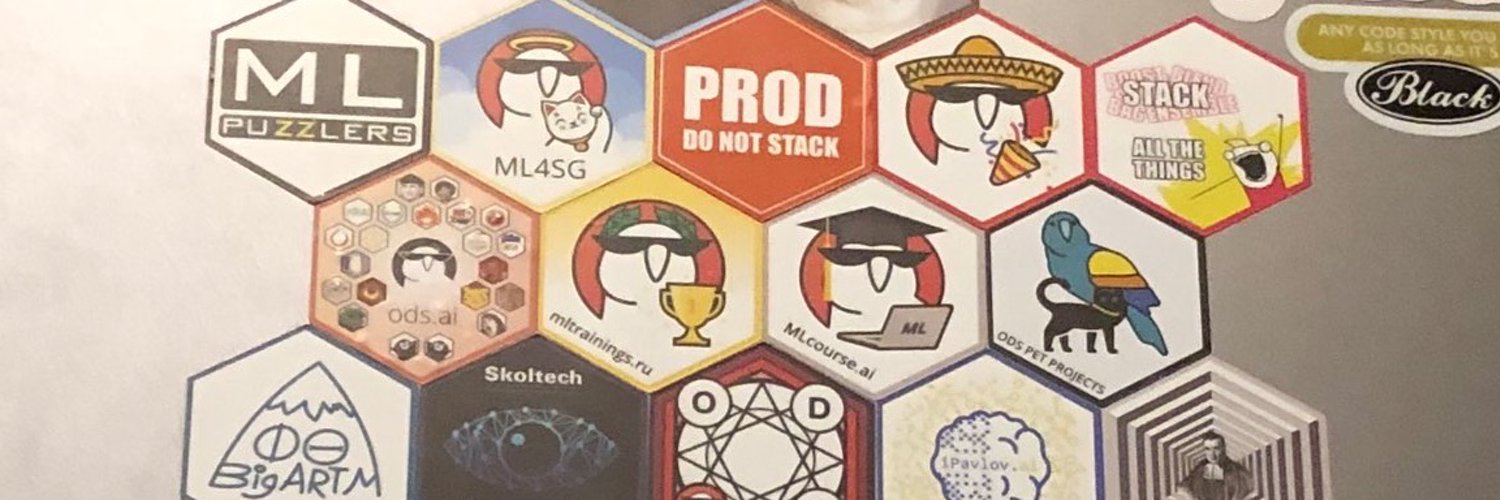 ML
PUZZLERS
ML4SG
PROD
DO NOT STACK
STACK
ALL THE
THINGS
ANY CODE STYLE YOU
AS LONG AS IT'S
Black
ods.ai
mltrainings.ru
MLcourse.ai
ML
ODS PET PROJECTS
BigARTM
Skoltech
O D
iPavlov.ai